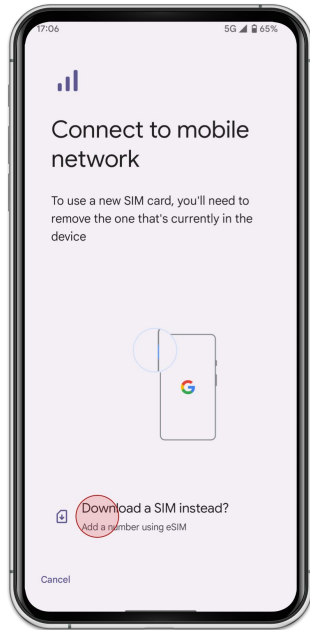 17:06 5G 65%
Connect to mobile
network
To use a new SIM card, you'll need to
remove the one that's currently in the
device
G
Download a SIM instead?
Add a number using eSIM
Cancel